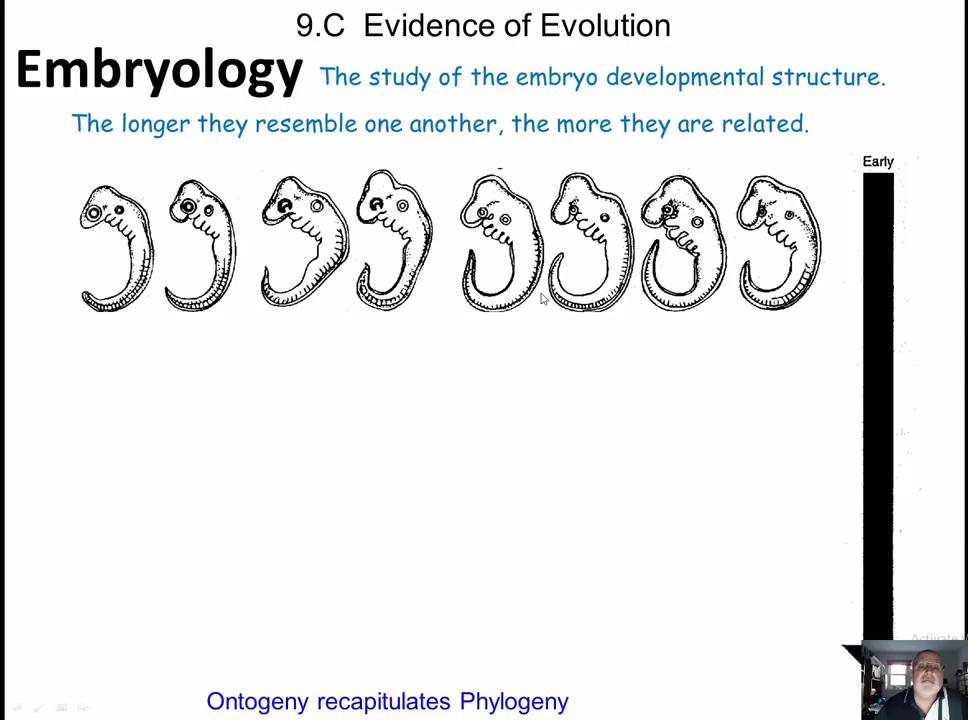 9.C Evidence of Evolution
Embryology The study of the embryo developmental structure.
The longer they resemble one another, the more they are related.
Early
Activate
Ontogeny recapitulates Phylogeny